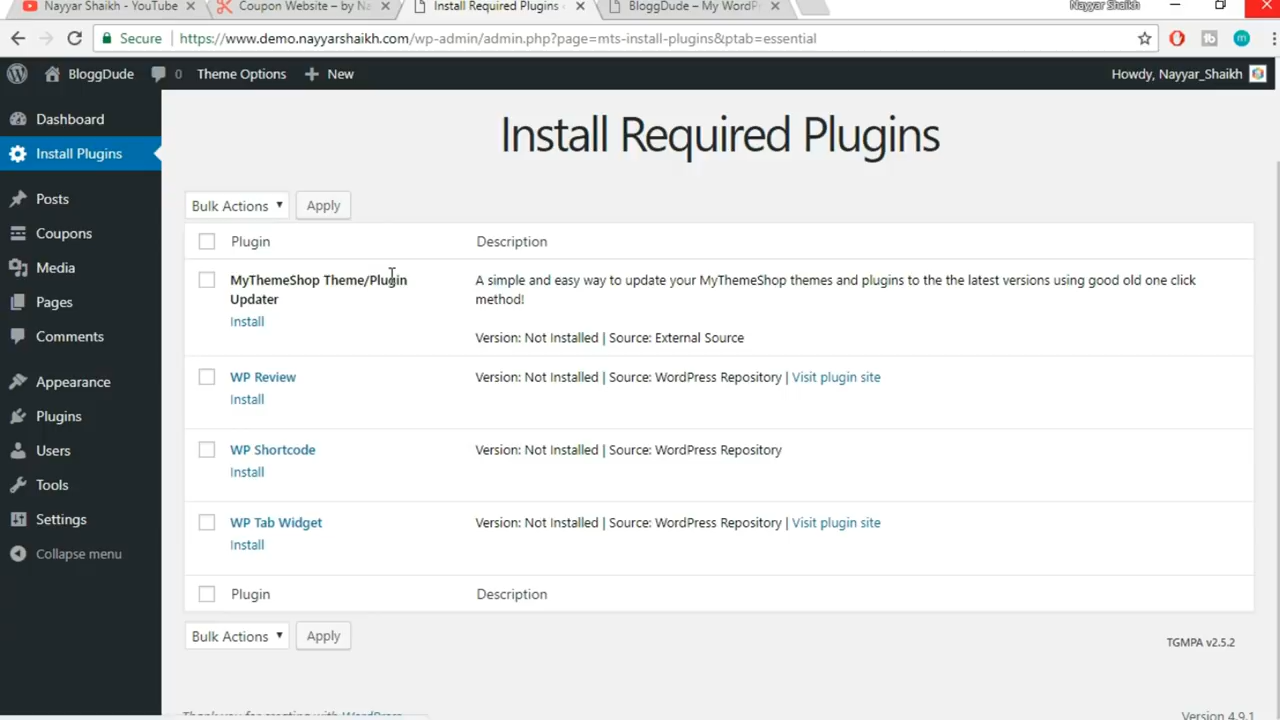 Nayyar Shaikh - YouTube
Coupon Website – by Na
Install Required Plugins
BloggDude – My WordP
Nayyar Shaikh
Secure
https://www.demo.nayyarshaikh.com/wp-admin/admin.php?page=mts-install-plugins&ptab=essential
BloggDude
0
Theme Options
New
Howdy, Nayyar_Shaikh
Dashboard
Install Plugins
Posts
Coupons
Media
Pages
Comments
Appearance
Plugins
Users
Tools
Settings
Collapse menu
Install Required Plugins
Bulk Actions
Apply
Plugin
Description
MyThemeShop Theme/Plugin
Updater
Install
A simple and easy way to update your MyThemeShop themes and plugins to the the latest versions using good old one click
method!
Version: Not Installed | Source: External Source
WP Review
Install
Version: Not Installed | Source: WordPress Repository | Visit plugin site
WP Shortcode
Install
Version: Not Installed | Source: WordPress Repository
WP Tab Widget
Install
Version: Not Installed | Source: WordPress Repository | Visit plugin site
Plugin
Description
Bulk Actions
Apply
TGMPA v2.5.2
Thank you for creating with WordPress
Version 4.9.1